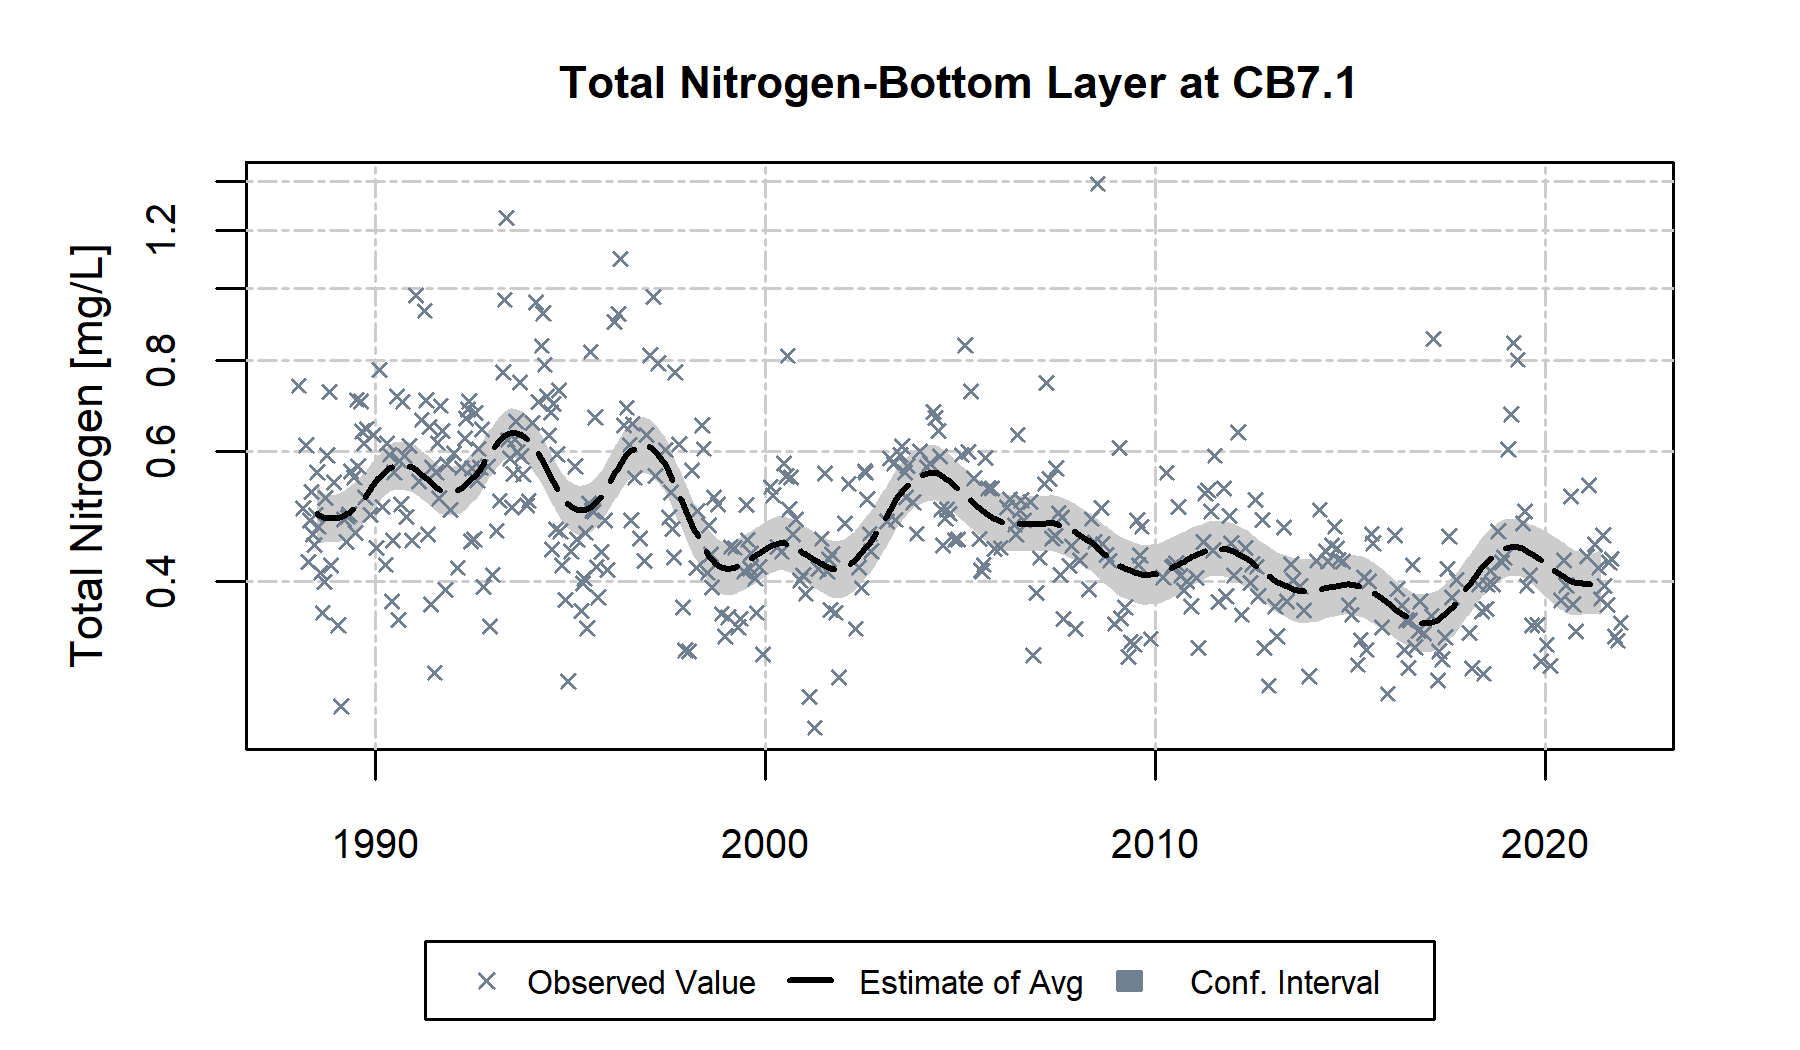 Total Nitrogen-Bottom Layer at CB7.1
Total Nitrogen [mg/L]
1.2
0.8
0.6
0.4
1990 2000 2010 2020
Observed Value Estimate of Avg Conf. Interval